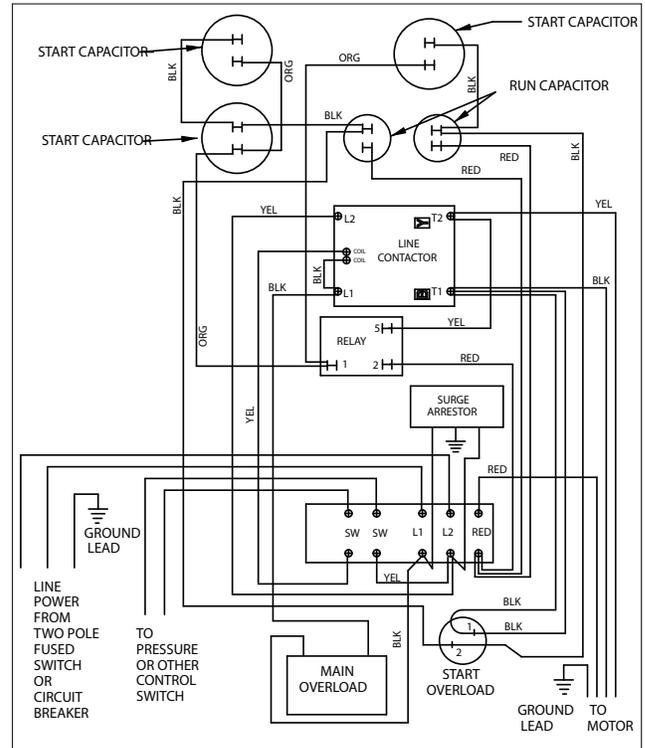 START CAPACITOR
START CAPACITOR
BLK
ORG
ORG
BLK
RUN CAPACITOR
START CAPACITOR
BLK
RED
BLK
RED
BLK
YEL
YEL
L2
Y
T2
COIL
COIL
LINE
CONTACTOR
BLK
BLK
BLK
L1
B
T1
ORG
5
YEL
RELAY
1
2
RED
YEL
SURGE
ARRESTOR
RED
GROUND
LEAD
SW
SW
L1
L2
RED
YEL
LINE
POWER
FROM
TWO POLE
FUSED
SWITCH
OR
CIRCUIT
BREAKER
TO
PRESSURE
OR OTHER
CONTROL
SWITCH
BLK
BLK
BLK
1
2
START
OVERLOAD
MAIN
OVERLOAD
GROUND
LEAD
TO
MOTOR